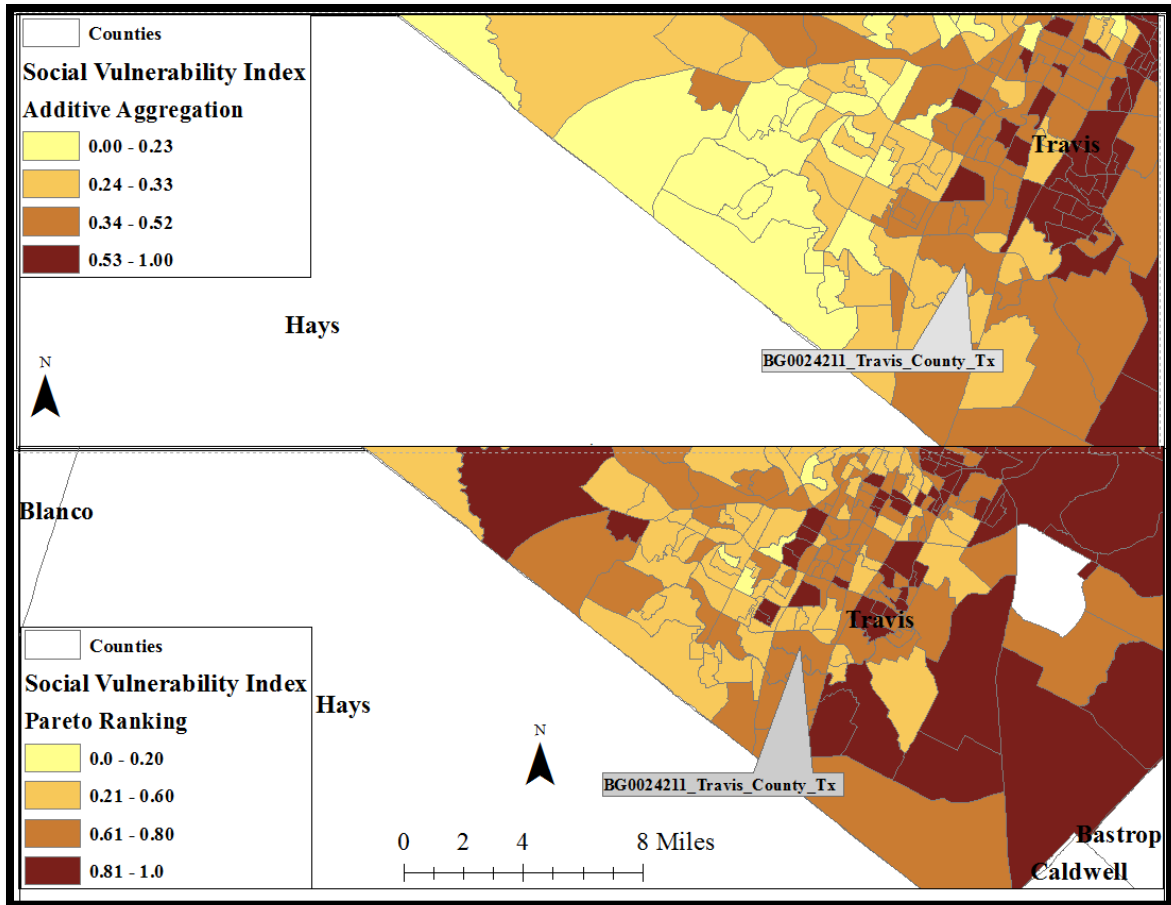 Counties
Social Vulnerability Index
Additive Aggregation
0.00 - 0.23
0.24 - 0.33
0.34 - 0.52
0.53 - 1.00
Travis
Hays
N
BG0024211_Travis_County_Tx
Blanco
Counties
Social Vulnerability Index
Pareto Ranking
0.0 - 0.20
0.21 - 0.60
0.61 - 0.80
0.81 - 1.0
Travis
Hays
N
BG0024211_Travis_County_Tx
0 2 4 8 Miles
Bastrop
Caldwell